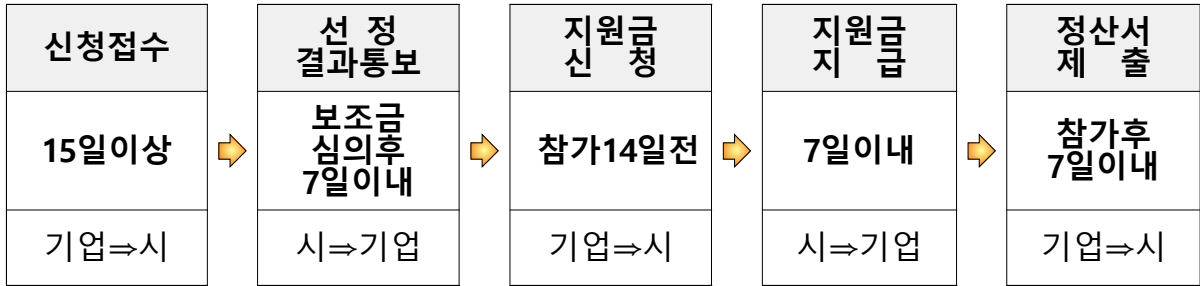 신청접수
15일이상
기업⇒시
선 정
결과통보
보조금
심의후
7일이내
시⇒기업
지원금
신 청
참가14일전
기업⇒시
지원금
지 급
7일이내
시⇒기업
정산서
제 출
참가후
7일이내
기업⇒시